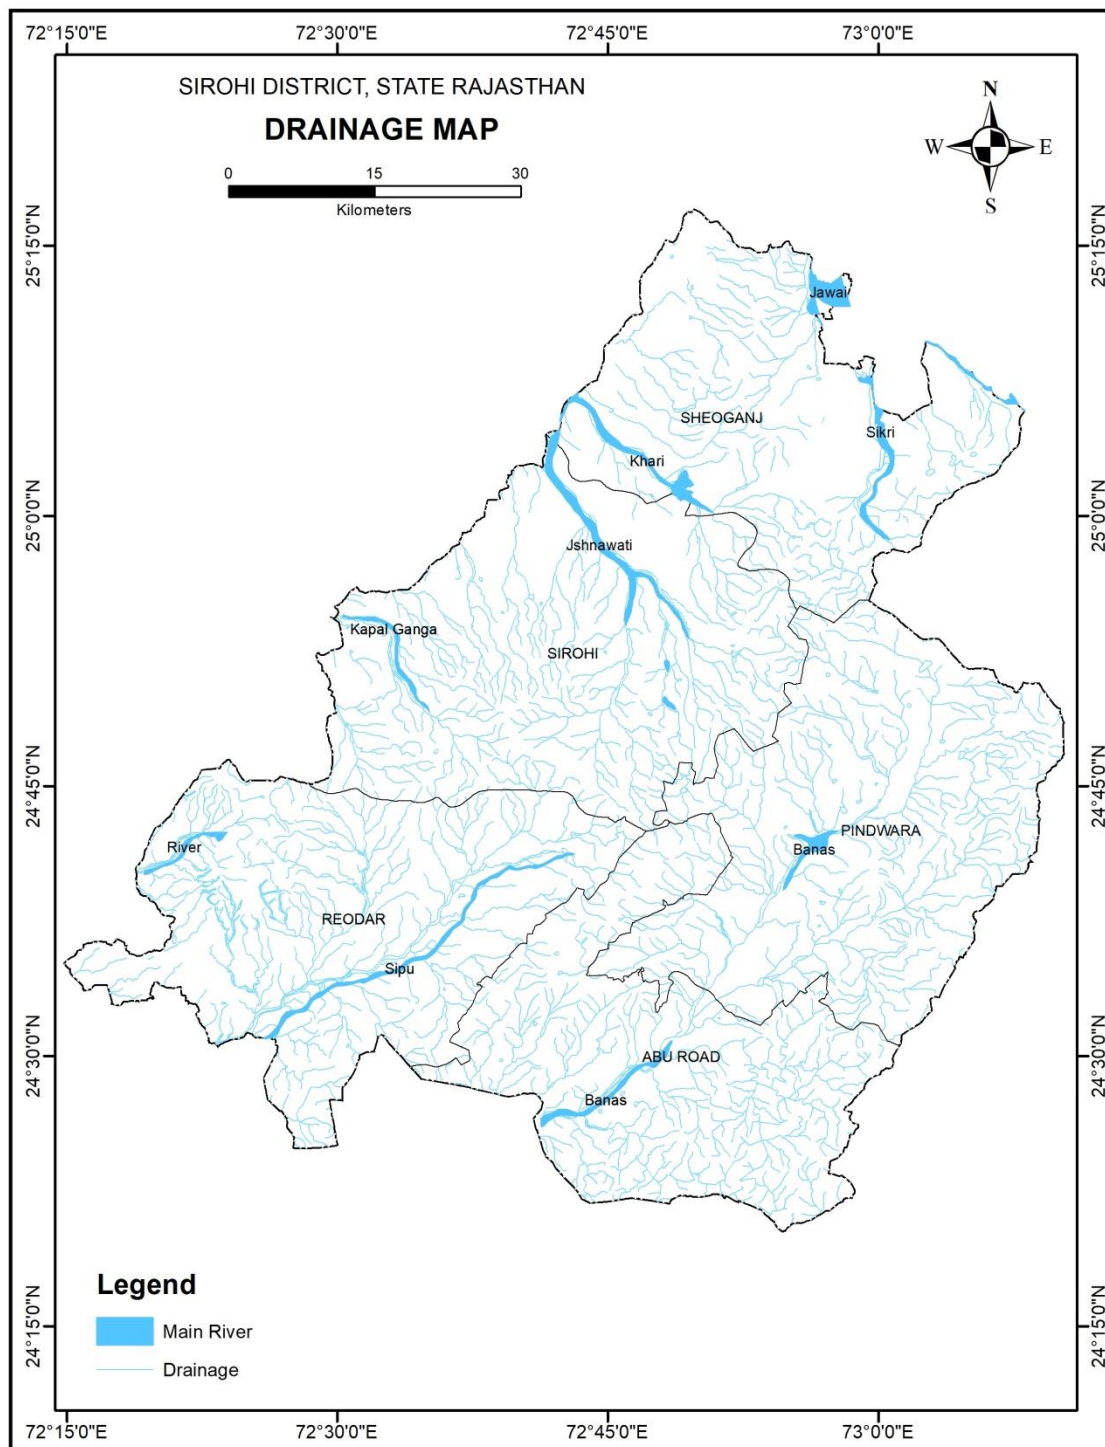 72°15'0"E
72°30'0"E
72°45'0"E
73°0'0"E
SIROHI DISTRICT, STATE RAJASTHAN
DRAINAGE MAP
0 15 30
Kilometers
N
W E
S
25°15'0"N
25°15'0"N
Jawai
SHEOGANJ
Sikri
Khari
25°0'0"N
25°0'0"N
Jshnawati
Kapal Ganga
SIROHI
24°45'0"N
24°45'0"N
PINDWARA
River
Banas
REODAR
Sipu
24°30'0"N
24°30'0"N
ABU ROAD
Banas
Legend
Main River
Drainage
24°15'0"N
24°15'0"N
72°15'0"E
72°30'0"E
72°45'0"E
73°0'0"E